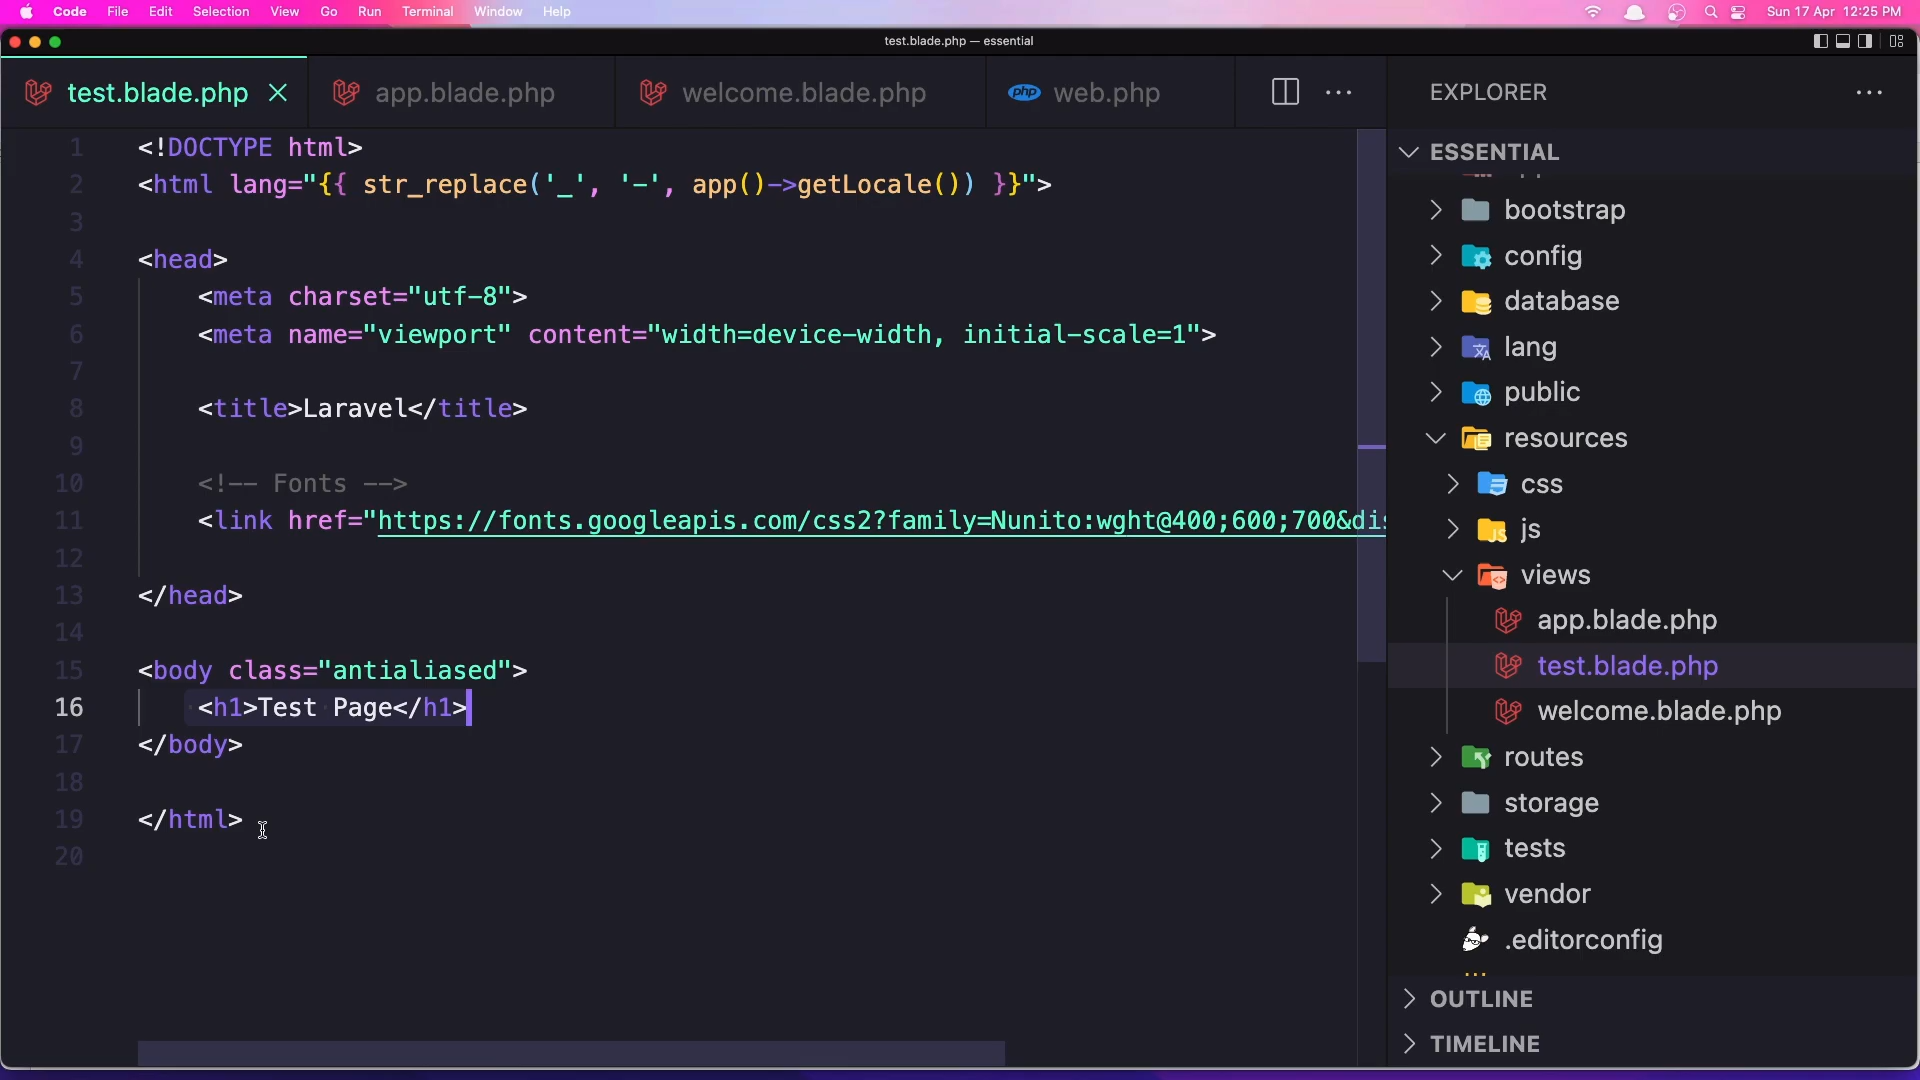 Code File Edit Selection View Go Run Terminal Window Help Sun 17 Apr 12:25 PM
test.blade.php — essential
test.blade.php app.blade.php welcome.blade.php php web.php
1 <!DOCTYPE html>
2 <html lang="{{ str_replace('_', '-', app()->getLocale()) }}">
3
4 <head>
5 <meta charset="utf-8">
6 <meta name="viewport" content="width=device-width, initial-scale=1">
7
8 <title>Laravel</title>
9
10 <!-- Fonts -->
11 <link href="https://fonts.googleapis.com/css2?family=Nunito:wght@400;600;700&dis
12
13 </head>
14
15 <body class="antialiased">
16 <h1>Test Page</h1>
17 </body>
18
19 </html>
20
EXPLORER
ESSENTIAL
bootstrap
config
database
lang
public
resources
css
js
views
app.blade.php
test.blade.php
welcome.blade.php
routes
storage
tests
vendor
.editorconfig
OUTLINE
TIMELINE